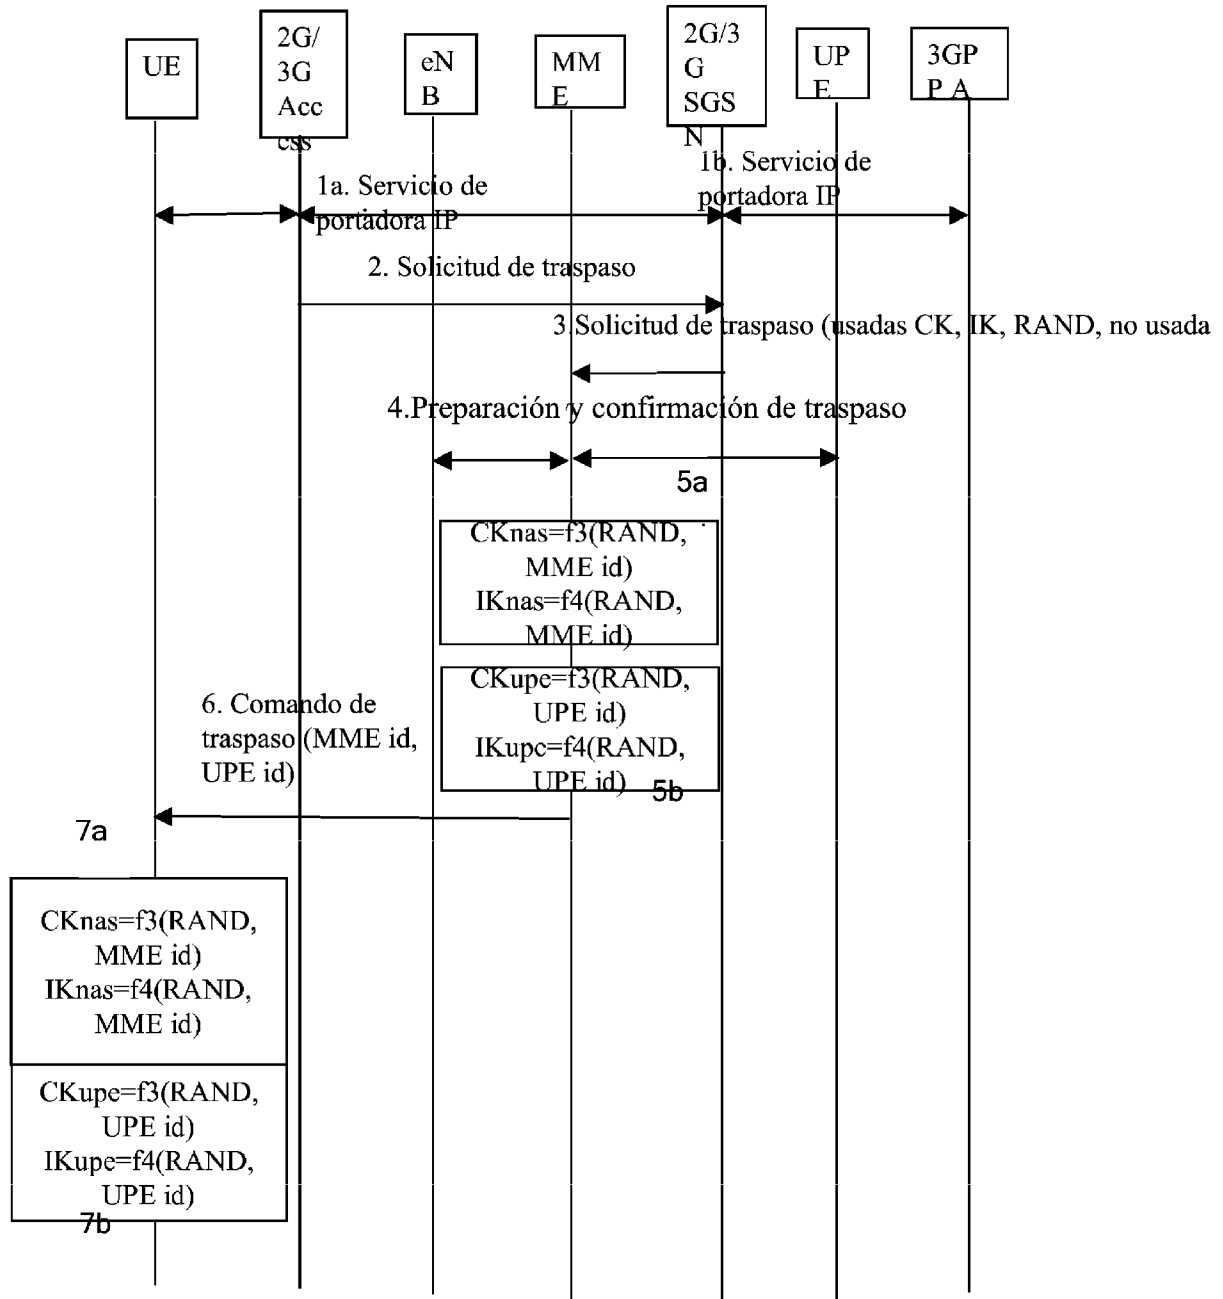 UE
2G/
3G
Acc
css
eN
B
MM
E
2G/3
G
SGS
N
UP
E
3GP
P A
1a. Servicio de
portadora IP
1b. Servicio de
portadora IP
2. Solicitud de traspaso
3.Solicitud de traspaso (usadas CK, IK, RAND, no usada
4.Preparación y confirmación de traspaso
5a
CKnas=f3(RAND,
MME id)
IKnas=f4(RAND,
MME id)
CKupe=f3(RAND,
UPE id)
IKupc=f4(RAND,
UPE id)
5b
6. Comando de
traspaso (MME id,
UPE id)
7a
CKnas=f3(RAND,
MME id)
IKnas=f4(RAND,
MME id)
CKupe=f3(RAND,
UPE id)
IKupe=f4(RAND,
UPE id)
7b